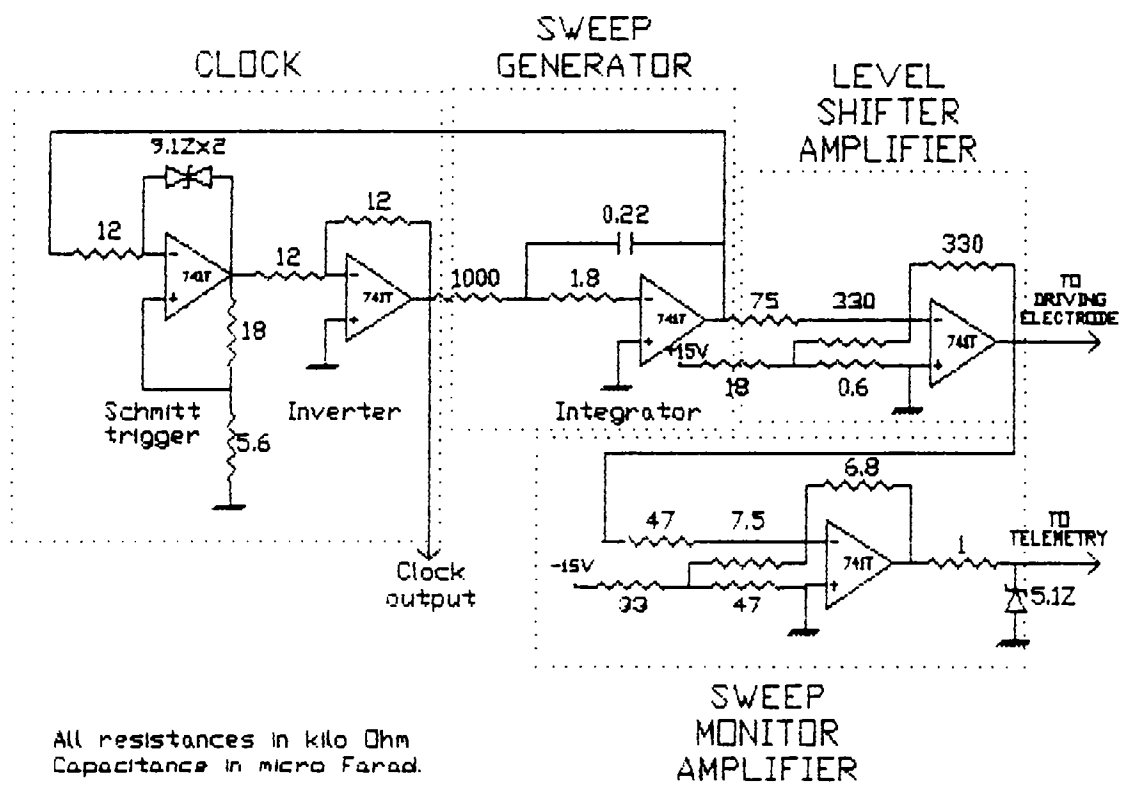 SWEEP
GENERATOR
CLOCK
LEVEL
SHIFTER
AMPLIFIER
9.1Zx2
12
12
0.22
330
12
12
1000
1.8
75
330
TO
DRIVING
ELECTRODE
741T
741T
741T
741T
+15V
18
18
0.6
Schmitt
trigger
Inverter
Integrator
5.6
6.8
47
7.5
1
TO
TELEMETRY
-15V
741T
33
47
5.1Z
Clock
output
SWEEP
MONITOR
AMPLIFIER
All resistances in kilo Ohm
Capacitance in micro Farad.